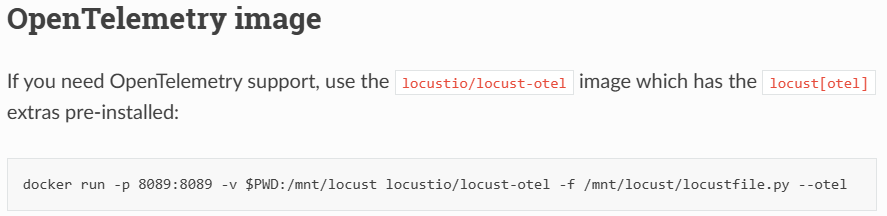 OpenTelemetry image
If you need OpenTelemetry support, use the locustio/locust-otel image which has the locust[otel]
extras pre-installed:
docker run -p 8089:8089 -v $PWD:/mnt/locust locustio/locust-otel -f /mnt/locust/locustfile.py --otel